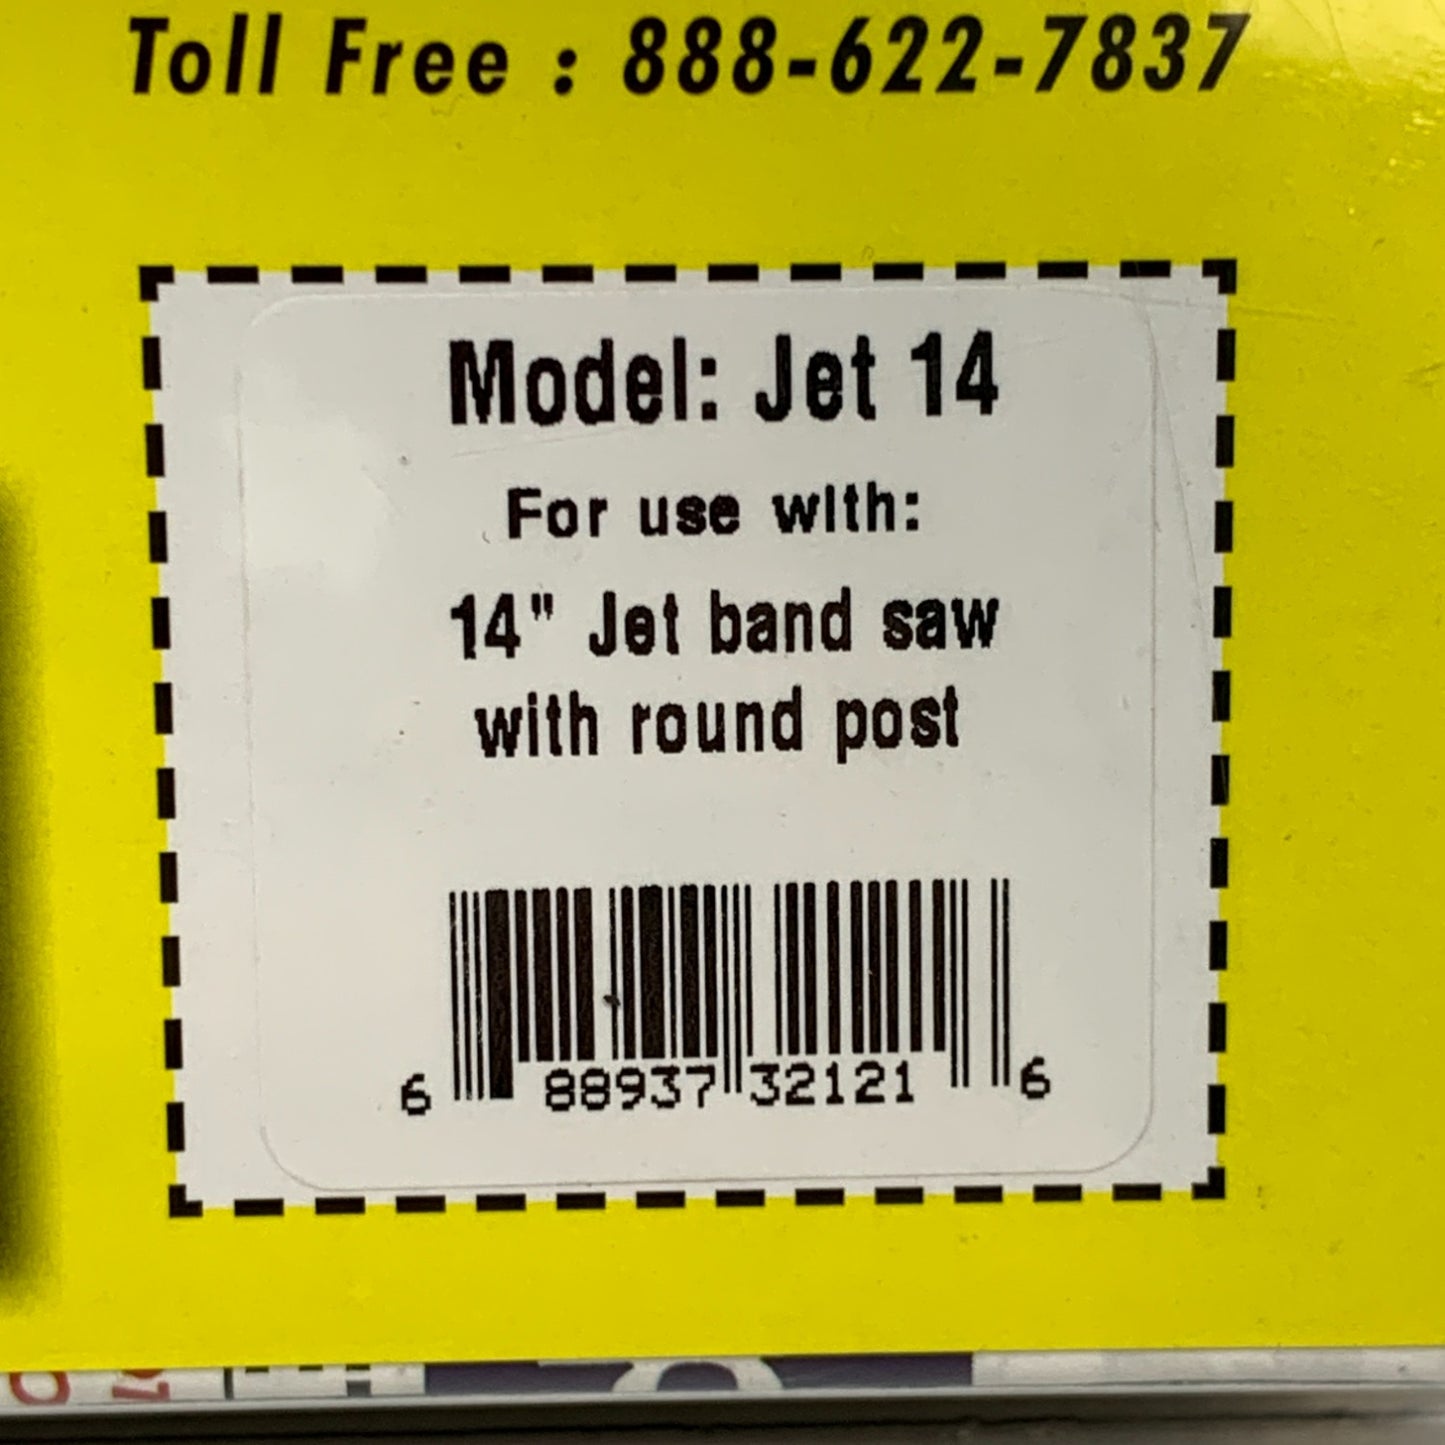 Toll Free : 888-622-7837
Model: Jet 14
For use with:
14" Jet band saw
with round post
6 88937 32121 6